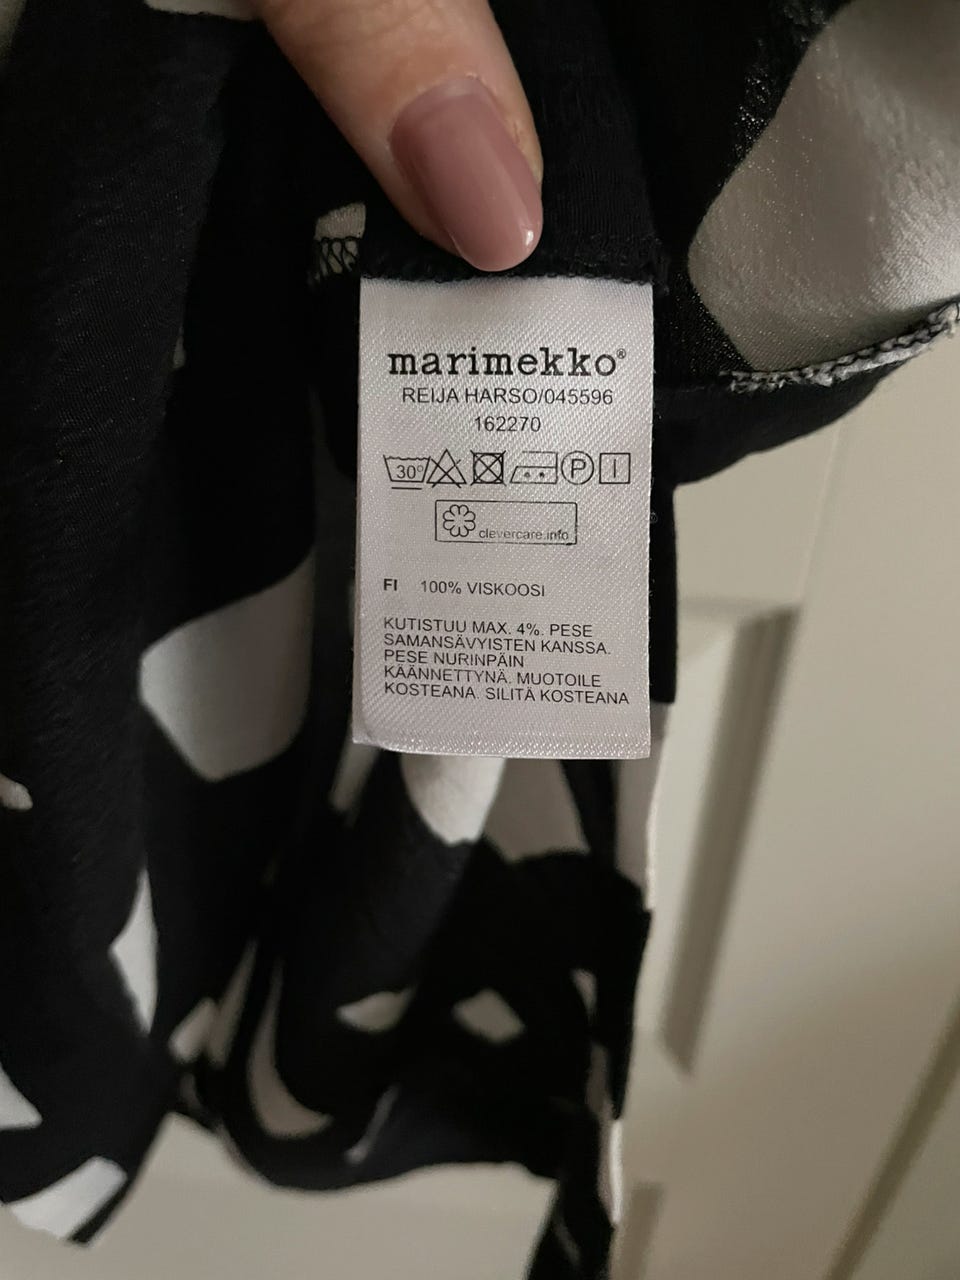 marimekko®
REIJA HARSO/045596
162270
30° P I
clevercare.info
FI 100% VISKOOSI
KUTISTUU MAX. 4%. PESE
SAMANSÄVYISTEN KANSSA.
PESE NURINPÄIN
KÄÄNNETTYNÄ. MUOTOILE
KOSTEANA. SILITÄ KOSTEANA